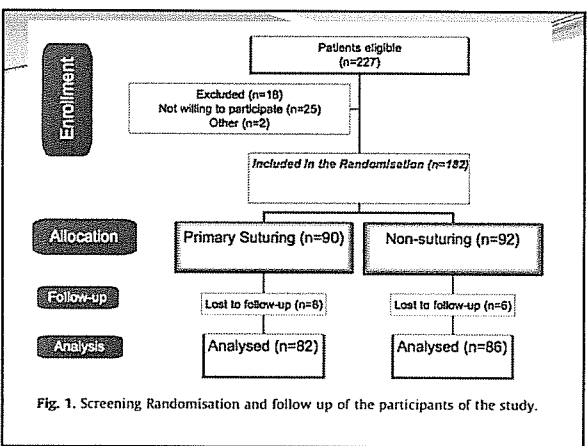 Enrollment
Patients eligible
(n=227)
Excluded (n=18)
Not willing to participate (n=25)
Other (n=2)
Included in the Randomisation (n=182)
Allocation
Primary Suturing (n=90)
Non-suturing (n=92)
Follow-up
Lost to follow-up (n=8)
Lost to follow-up (n=6)
Analysis
Analysed (n=82)
Analysed (n=86)
Fig. 1. Screening Randomisation and follow up of the participants of the study.